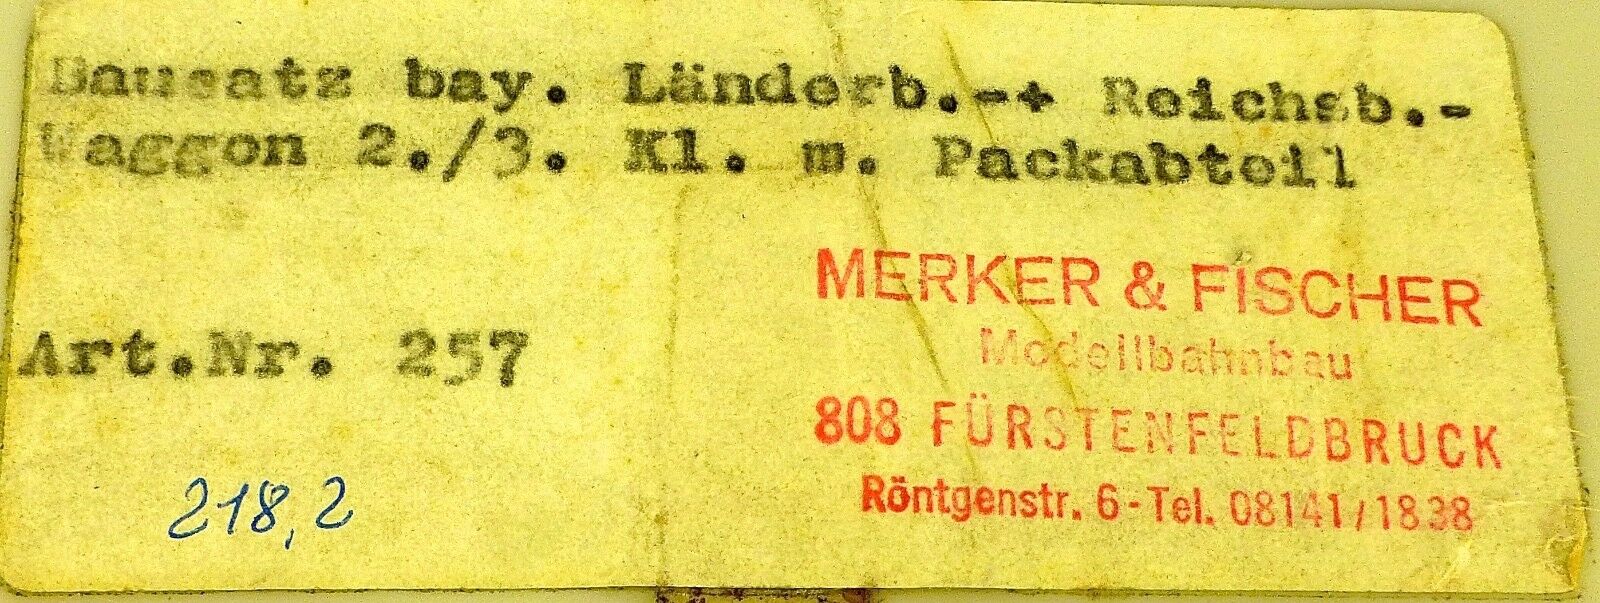 Bausatz bay. Länderb.-+ Reichsb.-
Waggon 2./3. Kl. m. Packabteil
Art.Nr. 257
218,2
MERKER & FISCHER
Modellbahnbau
808 FÜRSTENFELDBRUCK
Röntgenstr. 6-Tel. 08141/1838